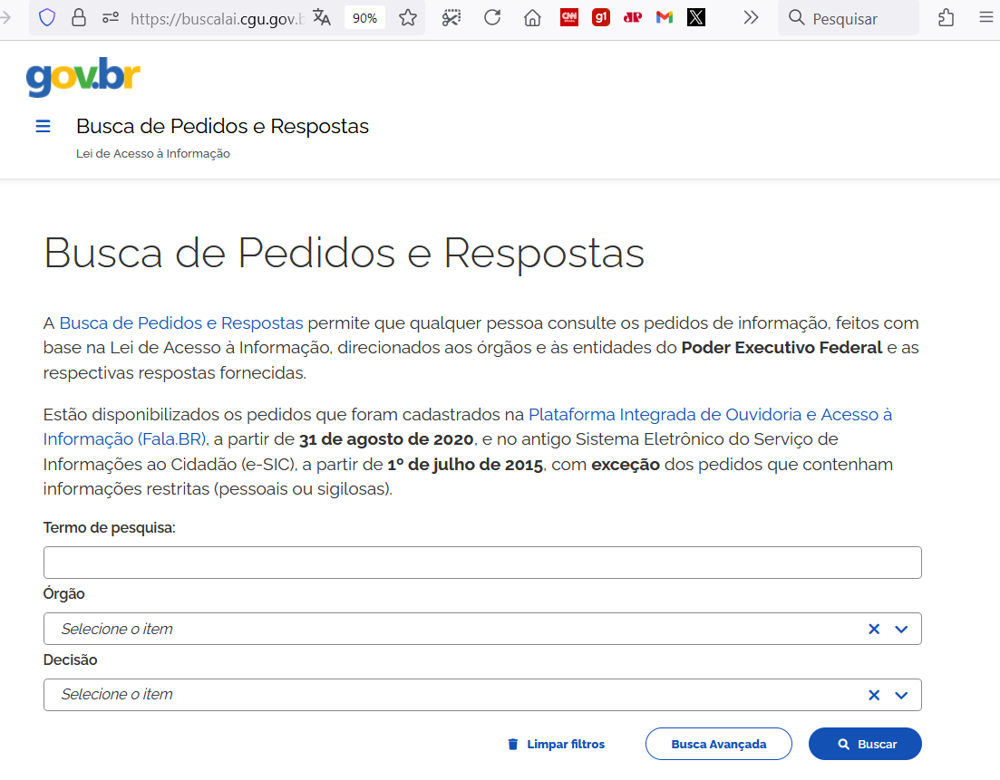 https://buscalai.cgu.gov.b
90%
CNN
g1
JP
X
Pesquisar
gov.br
Busca de Pedidos e Respostas
Lei de Acesso à Informação
Busca de Pedidos e Respostas
A Busca de Pedidos e Respostas permite que qualquer pessoa consulte os pedidos de informação, feitos com
base na Lei de Acesso à Informação, direcionados aos órgãos e às entidades do Poder Executivo Federal e as
respectivas respostas fornecidas.
Estão disponibilizados os pedidos que foram cadastrados na Plataforma Integrada de Ouvidoria e Acesso à
Informação (Fala.BR), a partir de 31 de agosto de 2020, e no antigo Sistema Eletrônico do Serviço de
Informações ao Cidadão (e-SIC), a partir de 1º de julho de 2015, com exceção dos pedidos que contenham
informações restritas (pessoais ou sigilosas).
Termo de pesquisa:
Órgão
Selecione o item
Decisão
Selecione o item
Limpar filtros
Busca Avançada
Buscar